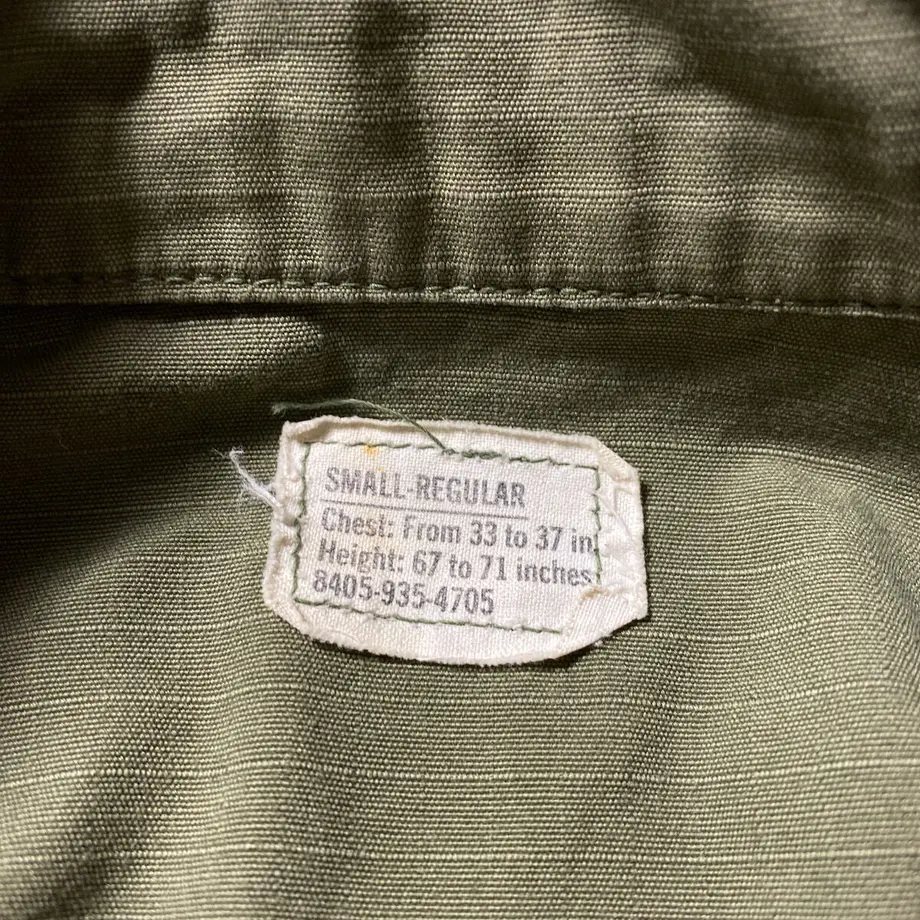 SMALL-REGULAR
Chest: From 33 to 37 in
Height: 67 to 71 inches
8405-935-4705